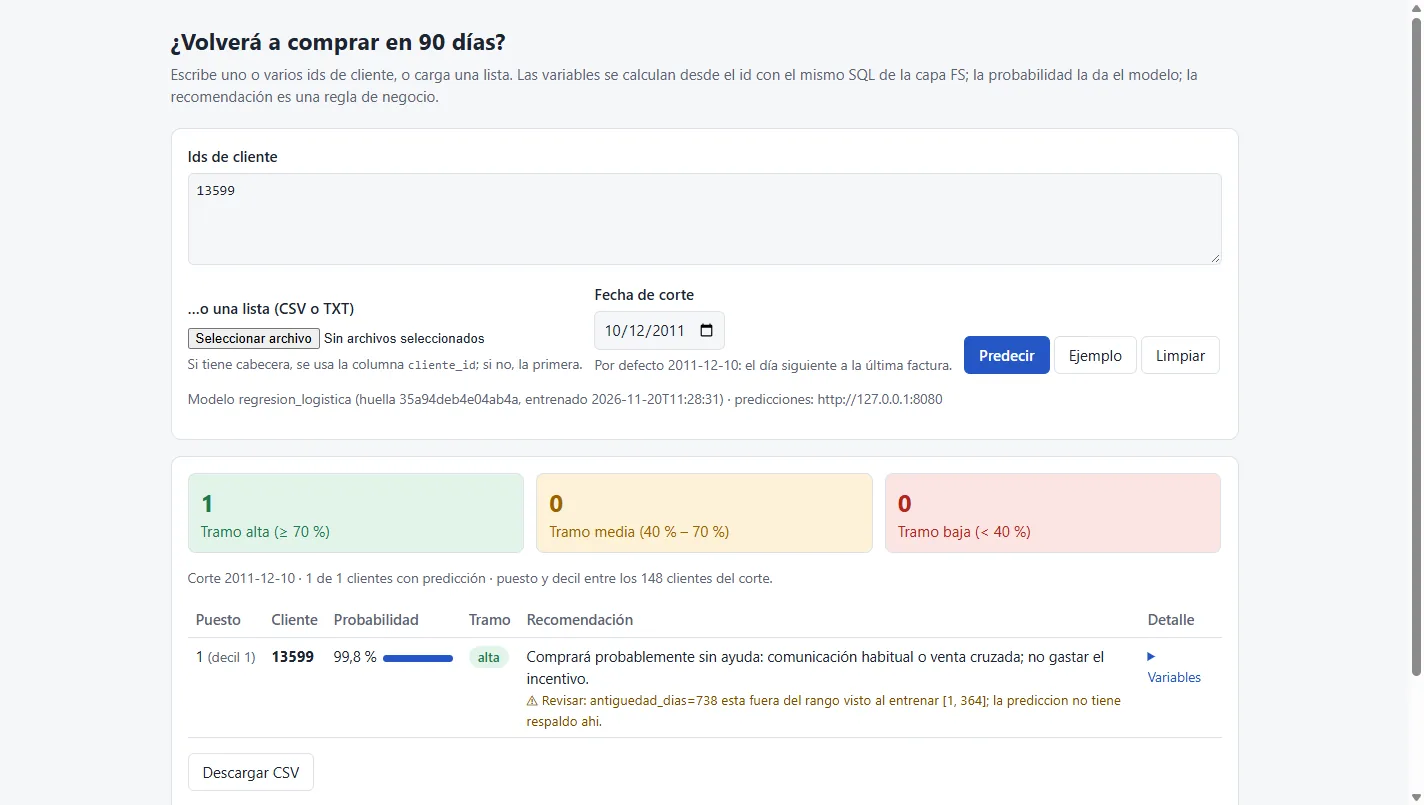 ¿Volverá a comprar en 90 días?
Escribe uno o varios ids de cliente, o carga una lista. Las variables se calculan desde el id con el mismo SQL de la capa FS; la probabilidad la da el modelo; la
recomendación es una regla de negocio.
Ids de cliente
13599
...o una lista (CSV o TXT)
Seleccionar archivo Sin archivos seleccionados
Si tiene cabecera, se usa la columna cliente_id; si no, la primera.
Fecha de corte
10/12/2011
Por defecto 2011-12-10: el día siguiente a la última factura.
Predecir Ejemplo Limpiar
Modelo regresion_logistica (huella 35a94deb4e04ab4a, entrenado 2026-11-20T11:28:31) · predicciones: http://127.0.0.1:8080
1
Tramo alta (≥ 70 %)
0
Tramo media (40 % – 70 %)
0
Tramo baja (< 40 %)
Corte 2011-12-10 · 1 de 1 clientes con predicción · puesto y decil entre los 148 clientes del corte.
Puesto Cliente Probabilidad Tramo Recomendación Detalle
1 (decil 1) 13599 99,8 % alta Comprará probablemente sin ayuda: comunicación habitual o venta cruzada; no gastar el
incentivo.
⚠ Revisar: antiguedad_dias=738 esta fuera del rango visto al entrenar [1, 364]; la prediccion no tiene
respaldo ahi.
▶ Variables
Descargar CSV